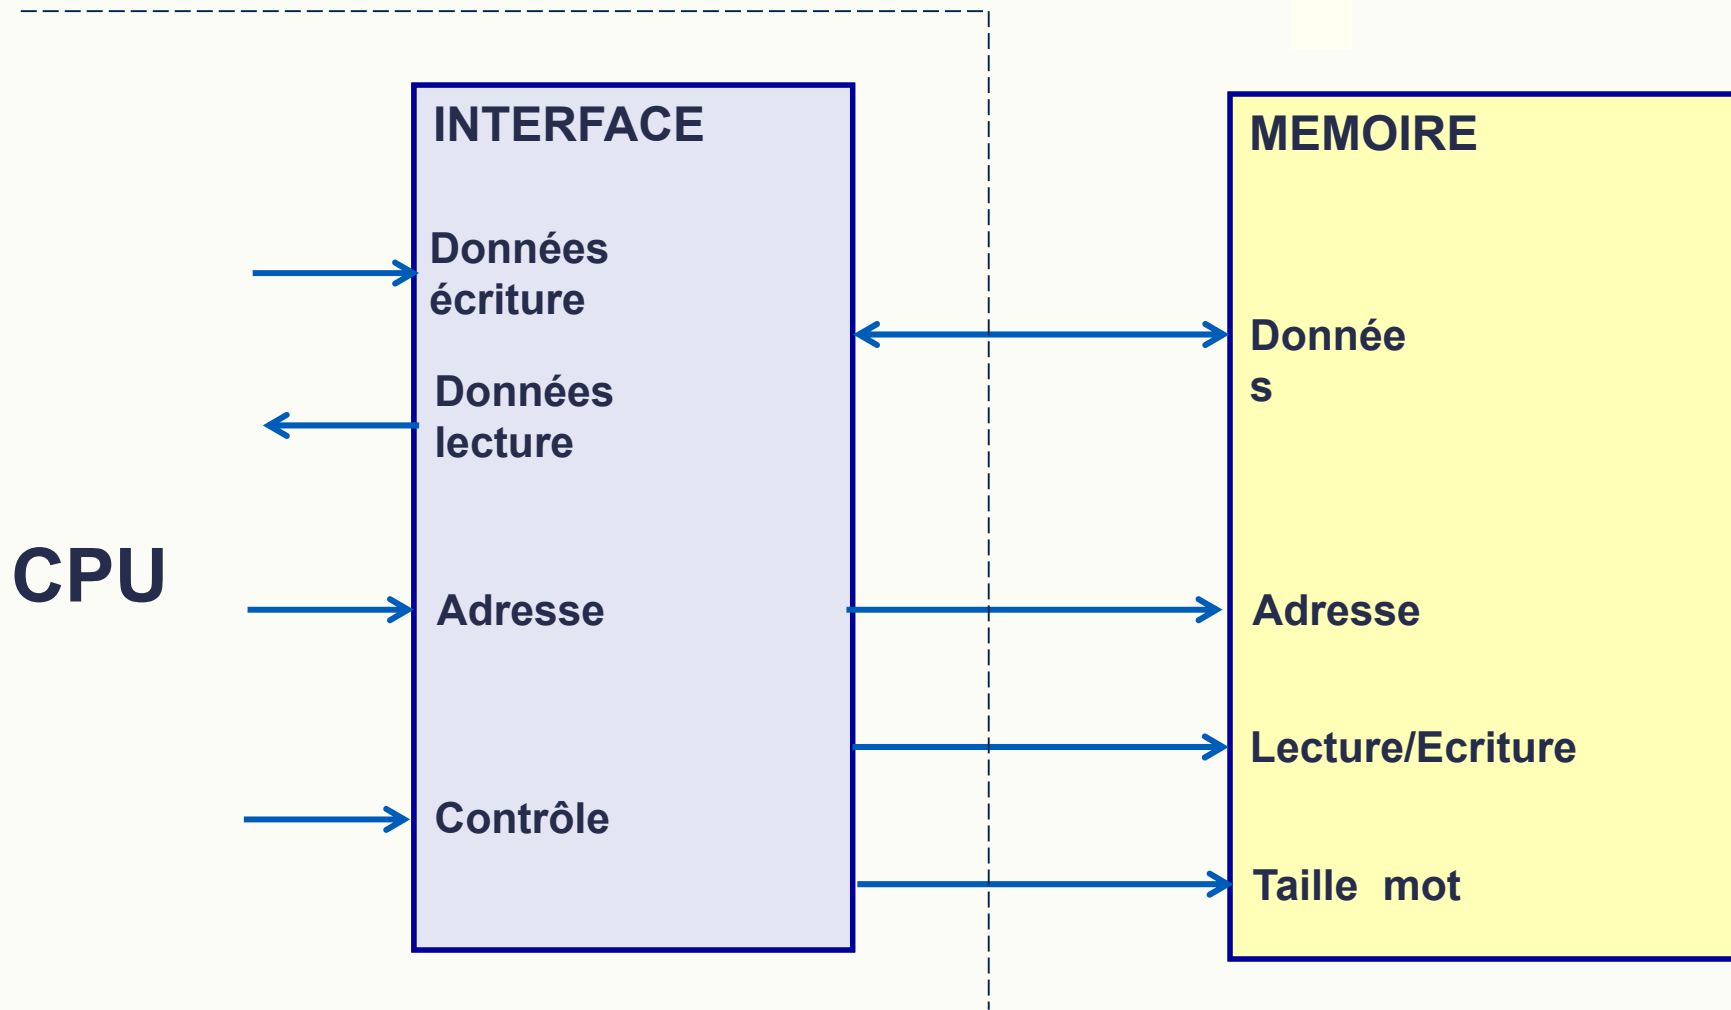 INTERFACE
Données
écriture
Données
lecture
CPU
Adresse
Contrôle
MEMOIRE
Donnée
s
Adresse
Lecture/Ecriture
Taille mot